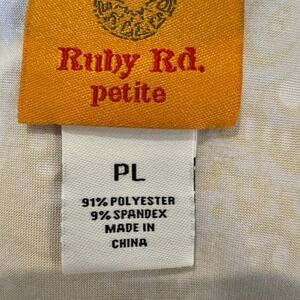 Ruby Rd.
petite
PL
91% POLYESTER
9% SPANDEX
MADE IN
CHINA